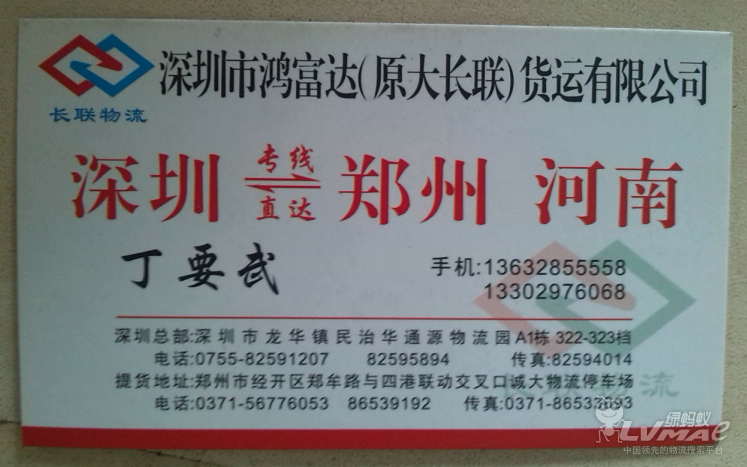 深圳市鸿富达(原大长联)货运有限公司
长联物流
深圳 专线 直达 郑州 河南
丁要武
手机:13632855558
13302976068
深圳总部:深圳市龙华镇民治华通源物流园A1栋 322-323档
电话:0755-82591207 82595894 传真:82594014
提货地址:郑州市经开区郑牟路与四港联动交叉口诚大物流停车场
电话:0371-56776053 86539192 传真:0371-86533693
长联物流
绿蚂蚁
LVMAe
中国领先的物流搜索平台